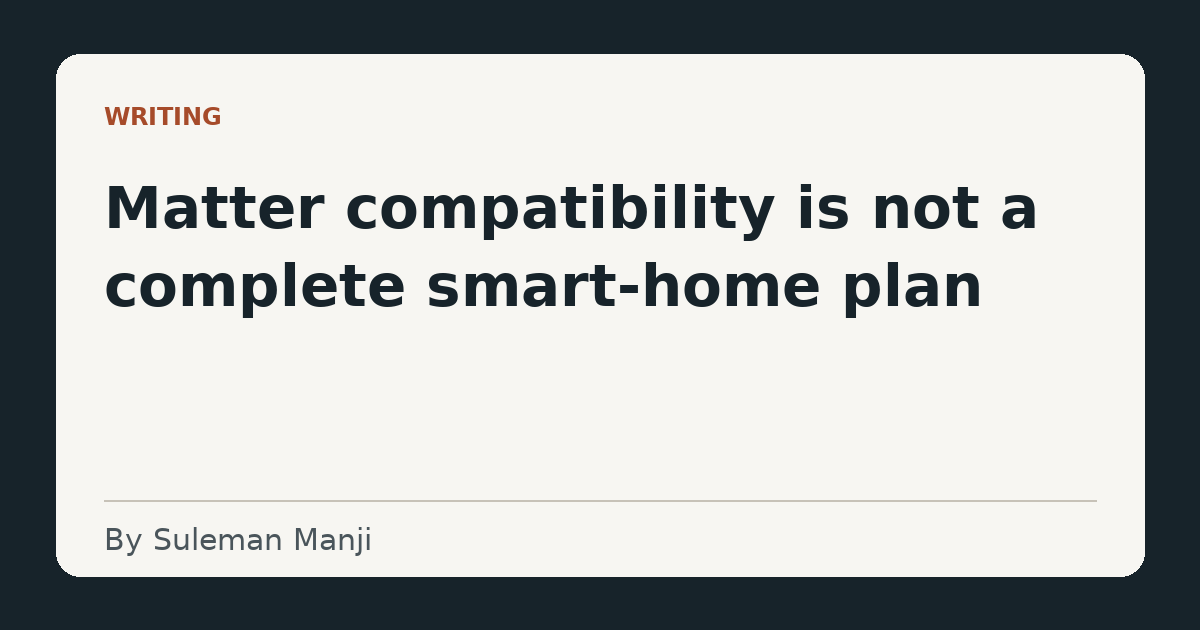 WRITING
Matter compatibility is not a
complete smart-home plan
By Suleman Manji